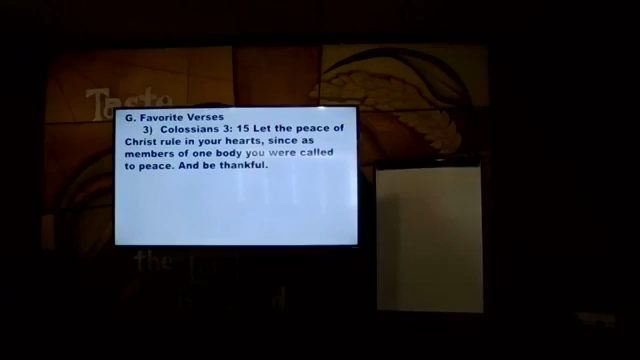 Taste
G. Favorite Verses
3) Colossians 3: 15 Let the peace of
Christ rule in your hearts, since as
members of one body you were called
to peace. And be thankful.
the